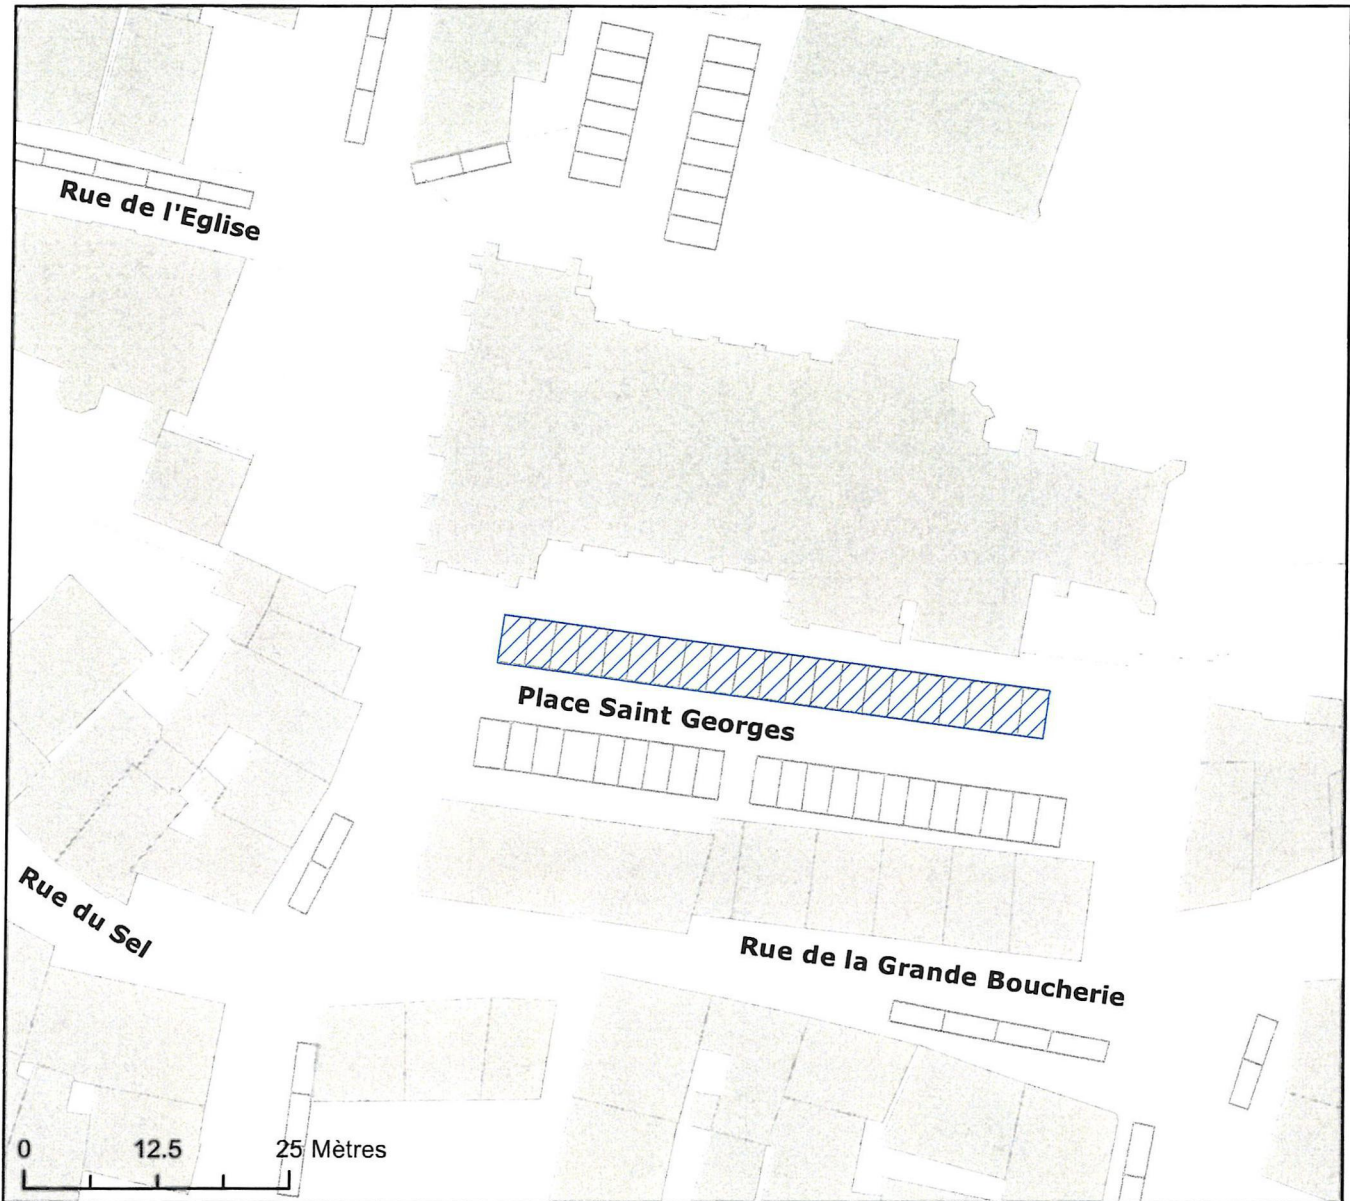 Rue de l'Eglise
Place Saint Georges
Rue du Sel
Rue de la Grande Boucherie
0 12.5 25 Mètres